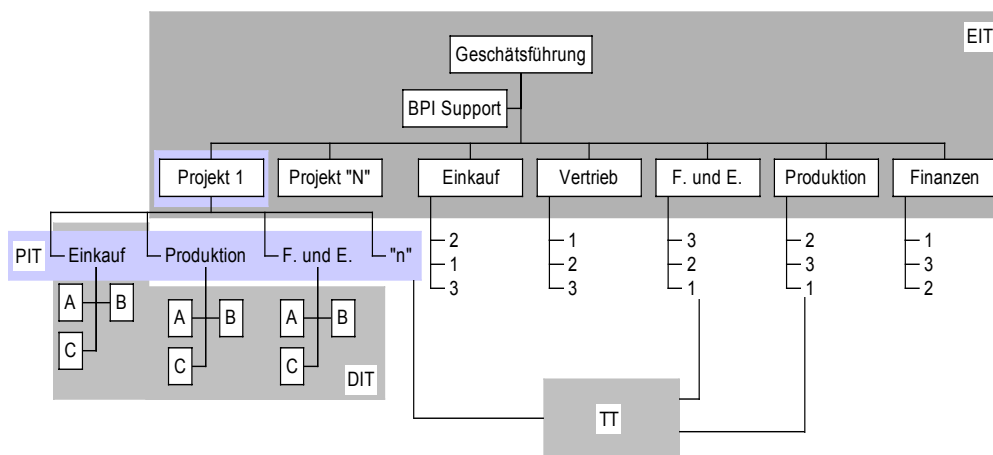 EIT
Geschätsführung
BPI Support
Projekt 1
Projekt "N"
Einkauf
Vertrieb
F. und E.
Produktion
Finanzen
PIT
Einkauf
Produktion
F. und E.
"n"
2
1
3
1
2
3
3
2
1
2
3
1
1
3
2
A
B
C
A
B
C
A
B
C
DIT
TT